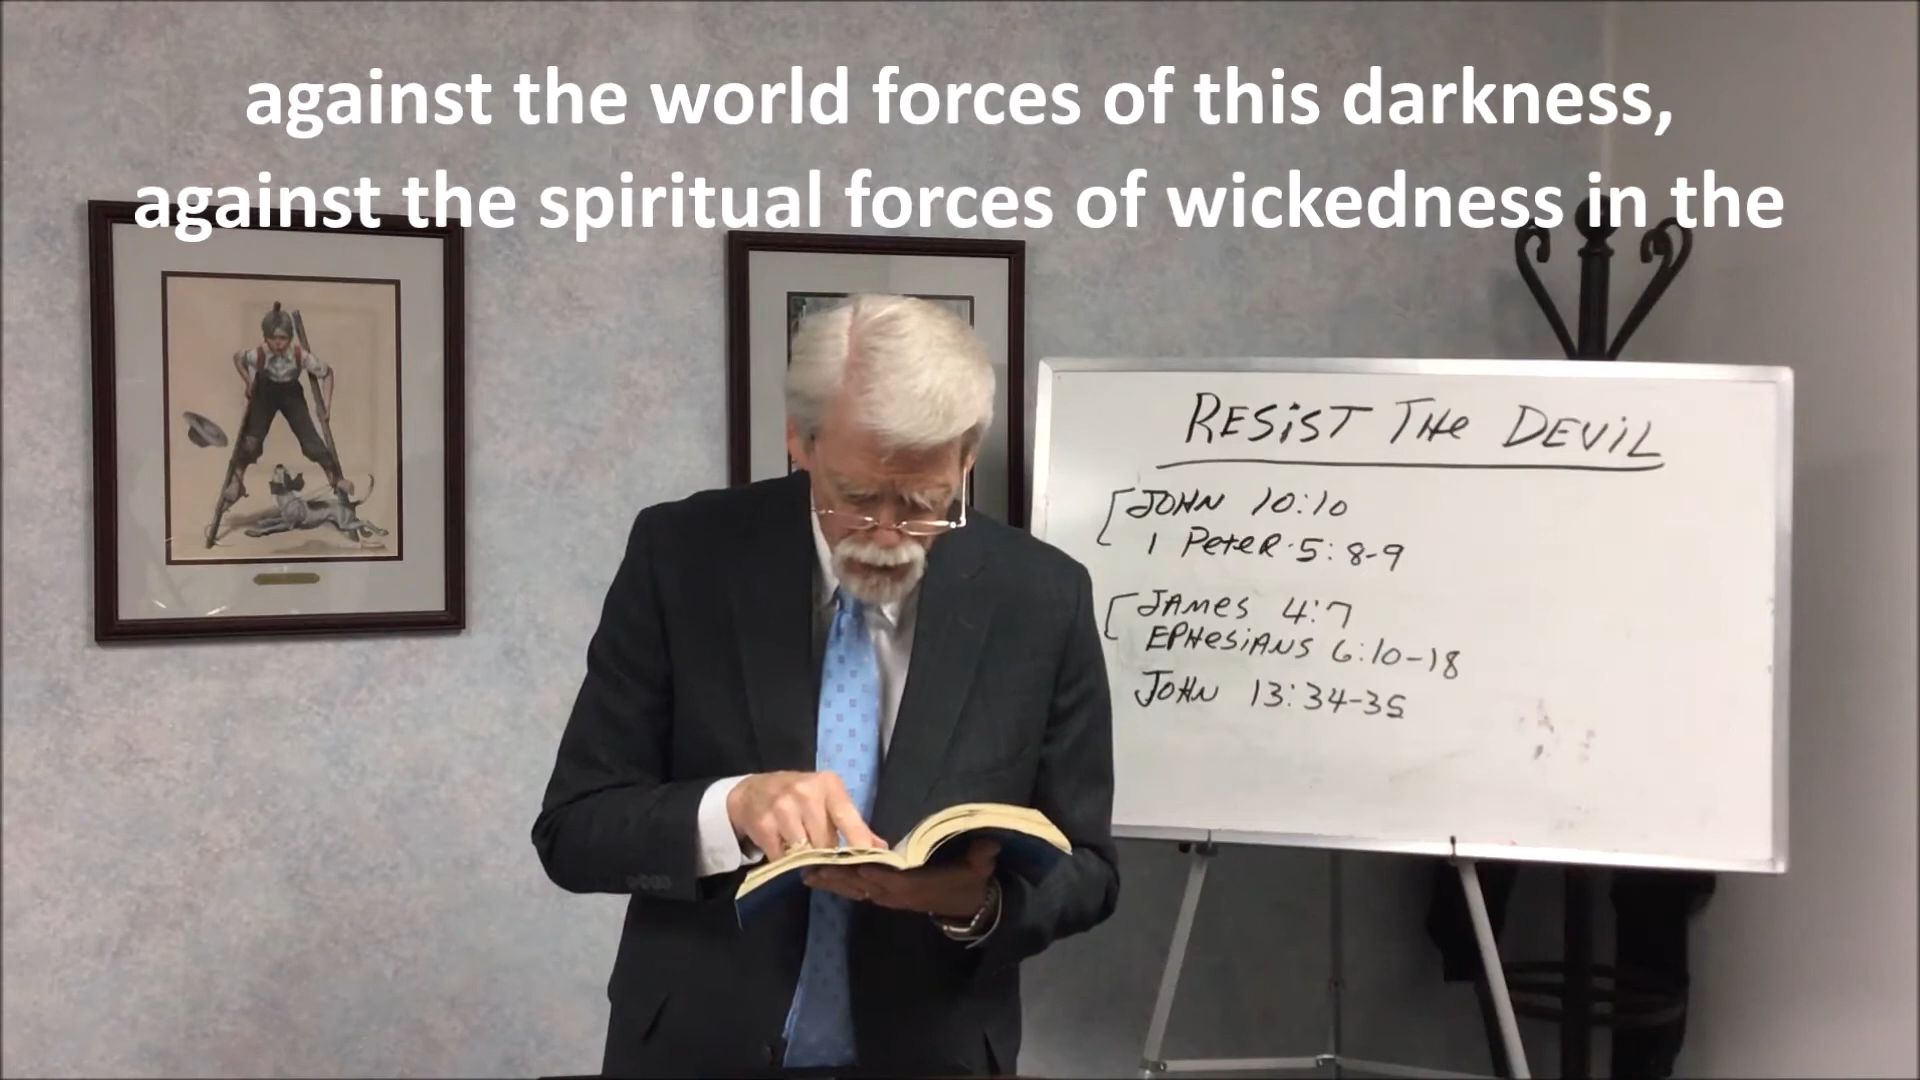 against the world forces of this darkness,
against the spiritual forces of wickedness in the
RESiST THe DEViL
JOHN 10:10
1 PeteR 5:8-9
JAMeS 4:7
EPHeSiANS 6:10-18
JOHN 13:34-35